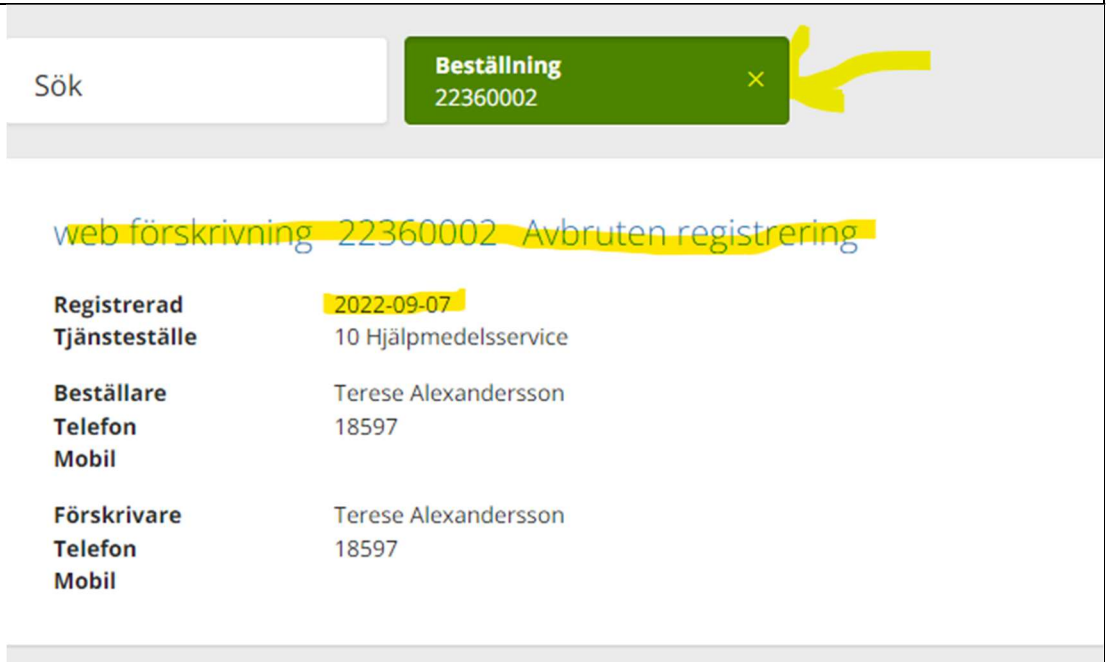 Sök
Beställning
22360002
web förskrivning 22360002 Avbruten registrering
Registrerad 2022-09-07
Tjänsteställe 10 Hjälpmedelsservice
Beställare Terese Alexandersson
Telefon 18597
Mobil
Förskrivare Terese Alexandersson
Telefon 18597
Mobil